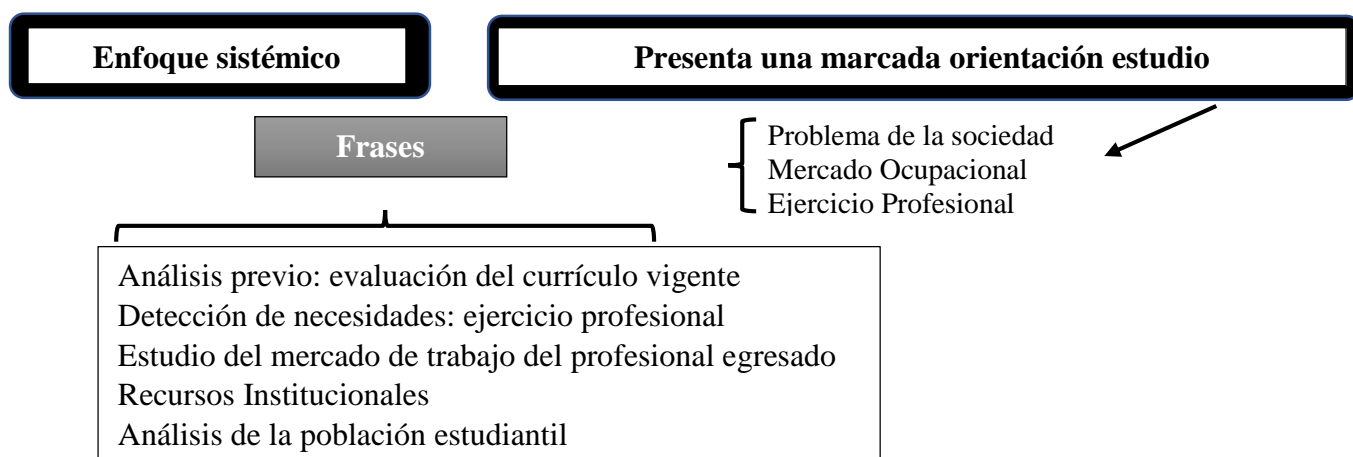 Enfoque sistémico
Presenta una marcada orientación estudio
Frases
Problema de la sociedad
Mercado Ocupacional
Ejercicio Profesional
Análisis previo: evaluación del currículo vigente
Detección de necesidades: ejercicio profesional
Estudio del mercado de trabajo del profesional egresado
Recursos Institucionales
Análisis de la población estudiantil